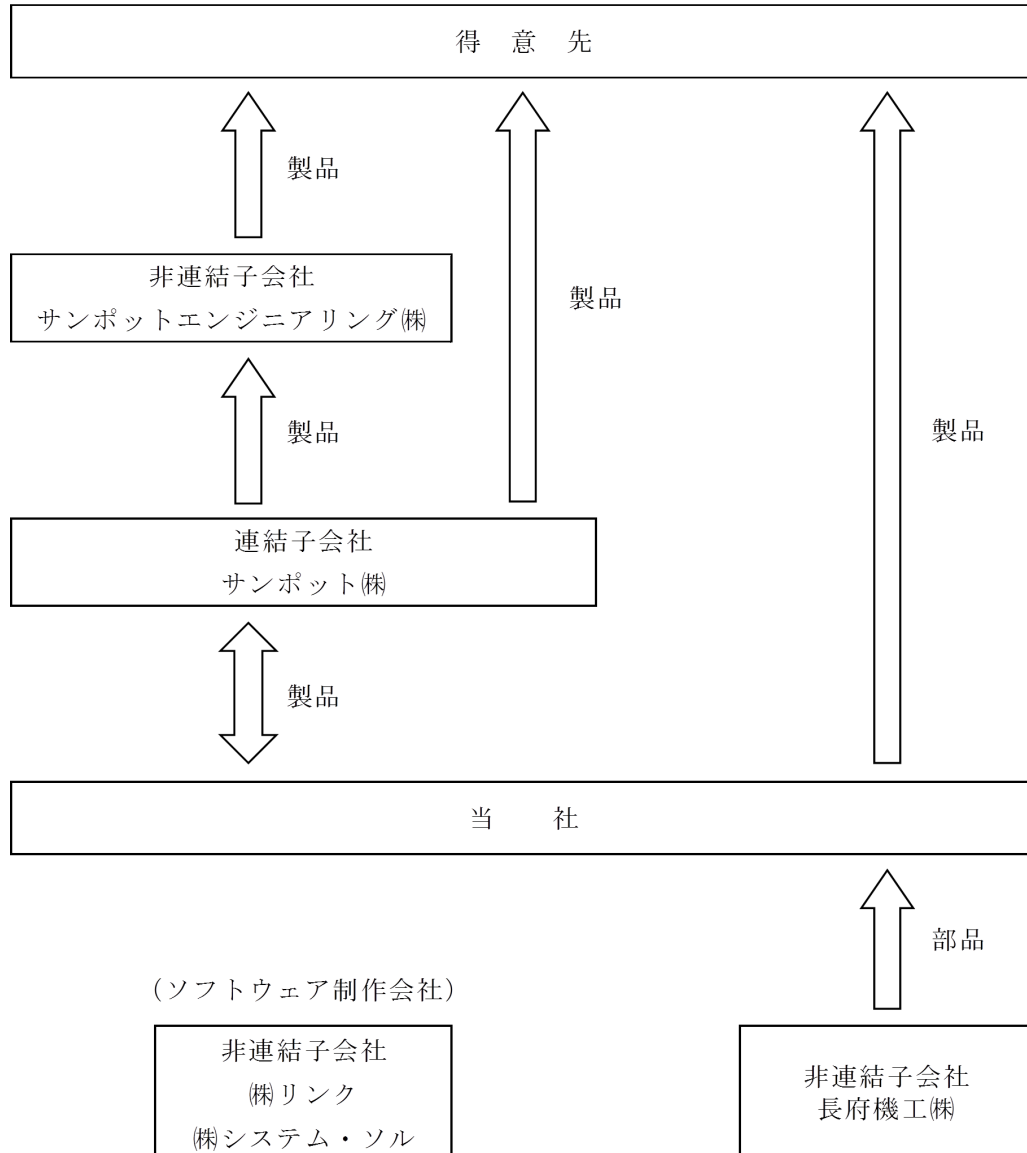 得意先
製品
非連結子会社
サンポットエンジニアリング㈱
製品
製品
製品
連結子会社
サンポット㈱
製品
当社
部品
（ソフトウェア制作会社）
非連結子会社
㈱リンク
㈱システム・ソル
非連結子会社
長府機工㈱